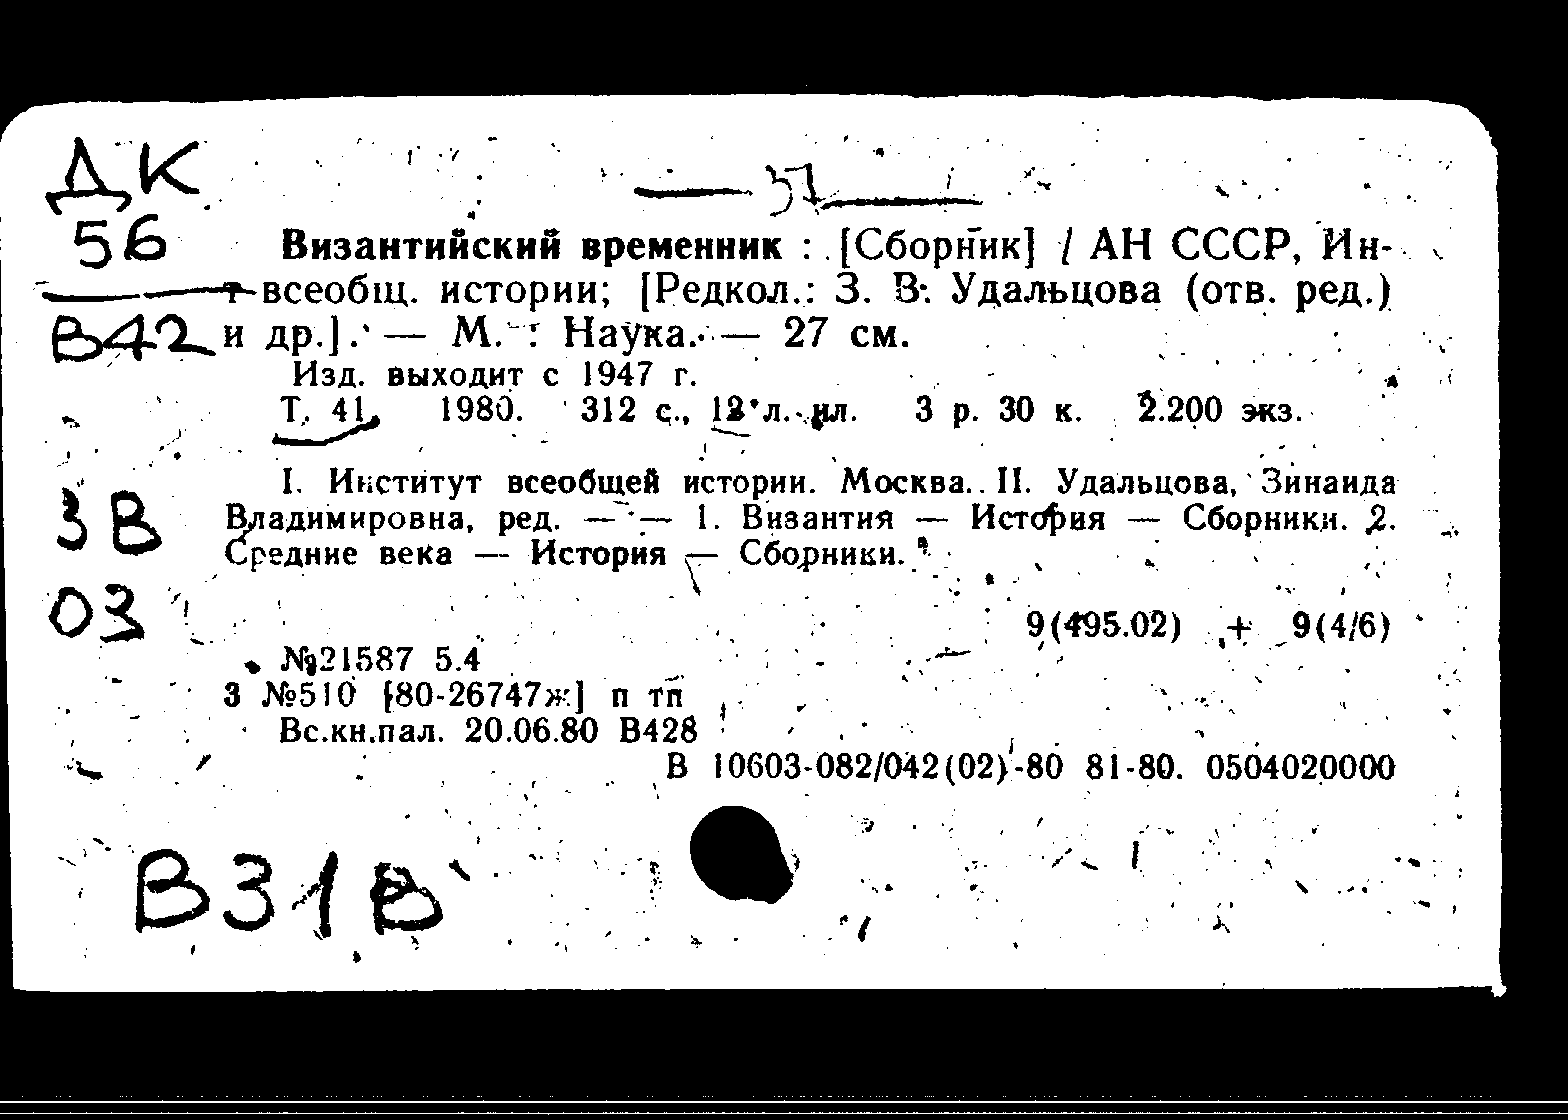 ДК
56
В42
37
Византийский временник : [Сборник] / АН СССР, Ин-
т всеобщ. истории; [Редкол.: З. В. Удальцова (отв. ред.)
и др.]. — М. : Наука. — 27 см.
Изд. выходит с 1947 г.
Т. 41. 1980. 312 с., 12 л. ил. 3 р. 30 к. 2.200 экз.
3В
03
I. Институт всеобщей истории. Москва. II. Удальцова, Зинаида
Владимировна, ред. — — 1. Византия — История — Сборники. 2.
Средние века — История — Сборники.
9(495.02) + 9(4/6)
№21587 5.4
3 №510 [80-26747ж] п тп
Вс.кн.пал. 20.06.80 В428
В 10603-082/042(02)-80 81-80. 0504020000
В31В